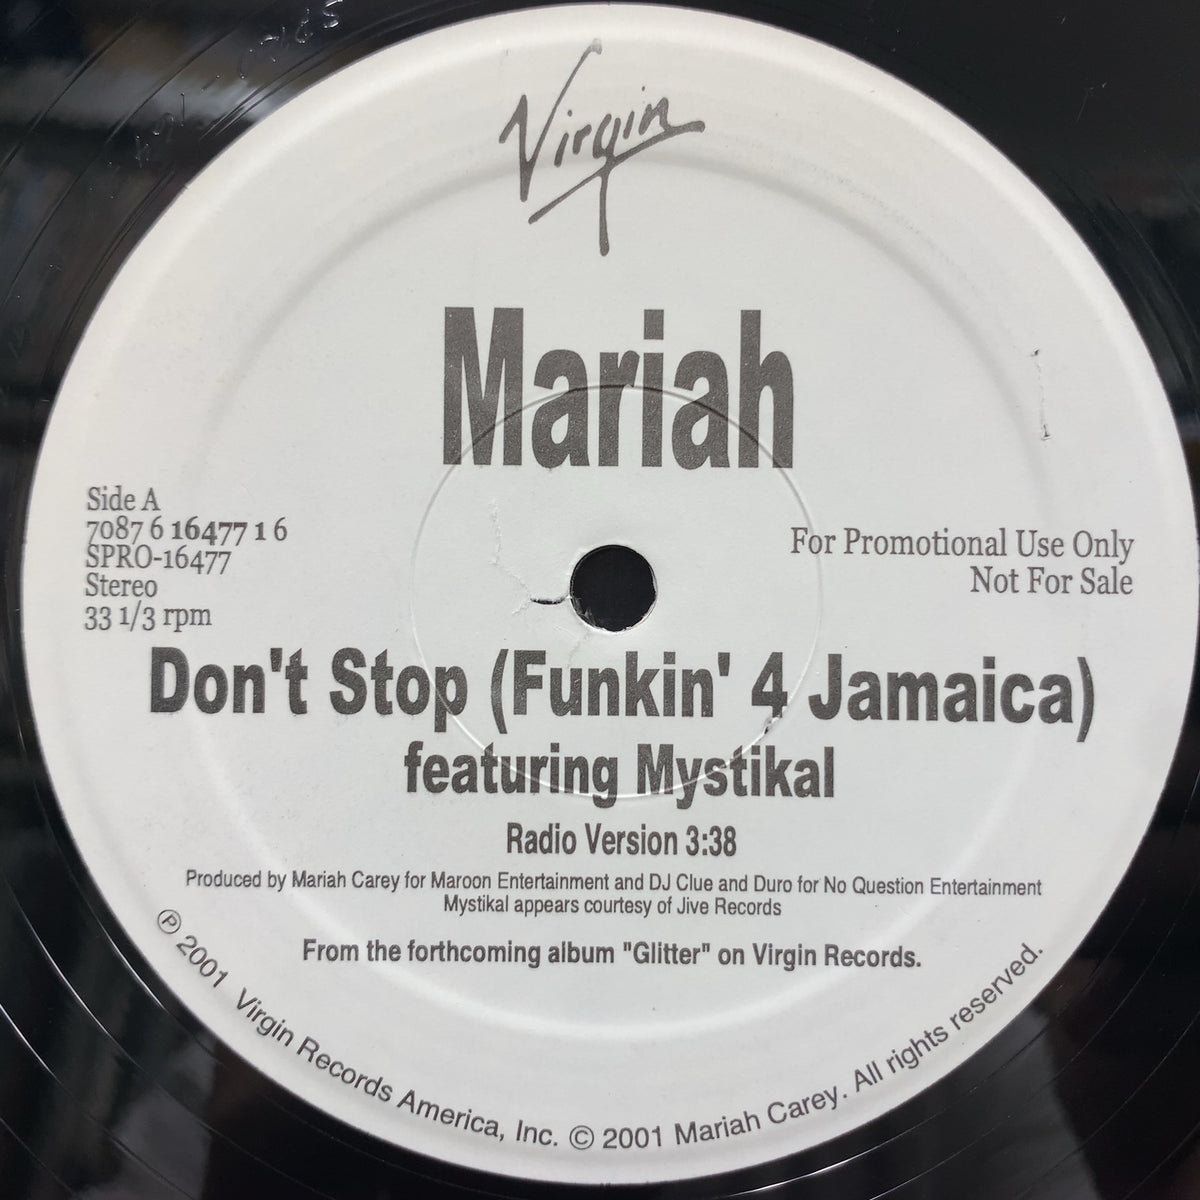 Virgin
Mariah
Side A
7087 6 16477 1 6
SPRO-16477
Stereo
33 1/3 rpm
For Promotional Use Only
Not For Sale
Don't Stop (Funkin' 4 Jamaica)
featuring Mystikal
Radio Version 3:38
Produced by Mariah Carey for Maroon Entertainment and DJ Clue and Duro for No Question Entertainment
Mystikal appears courtesy of Jive Records
From the forthcoming album "Glitter" on Virgin Records.
℗ 2001 Virgin Records America, Inc. © 2001 Mariah Carey. All rights reserved.